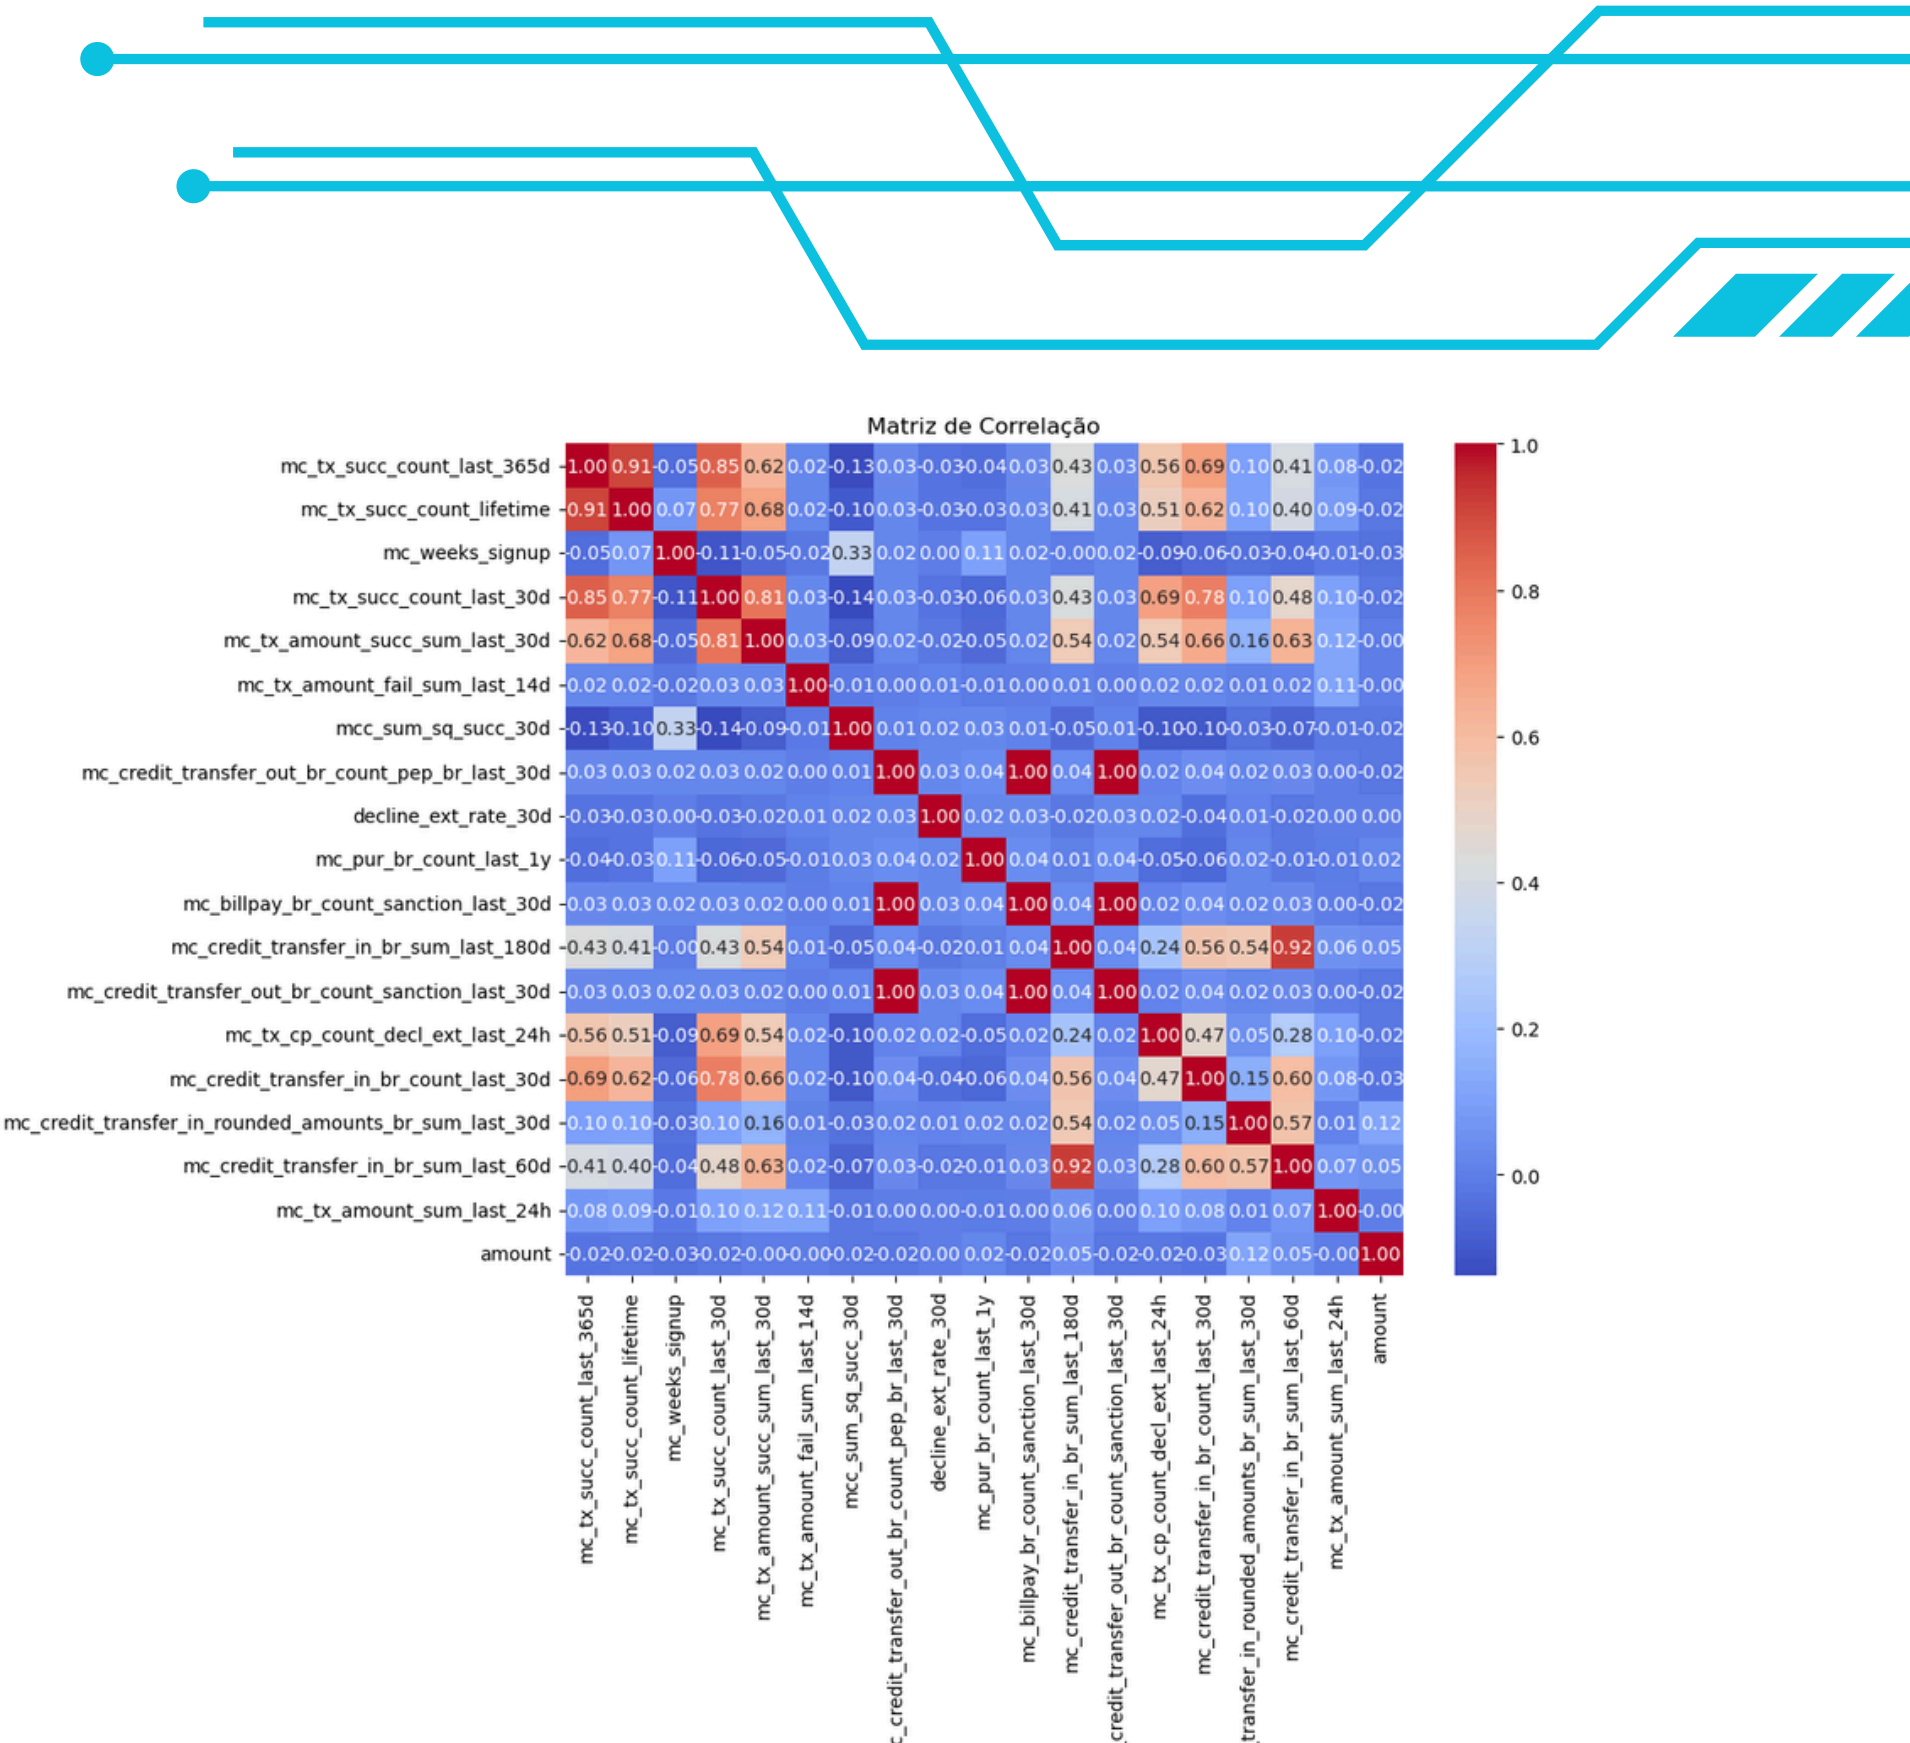 Matriz de Correlação
mc_tx_succ_count_last_365d 1.00 0.91 -0.05 0.85 0.62 0.02 -0.13 0.03 -0.03 -0.04 0.03 0.43 0.03 0.56 0.69 0.10 0.41 0.08 -0.02
mc_tx_succ_count_lifetime 0.91 1.00 0.07 0.77 0.68 0.02 -0.10 0.03 -0.03 -0.03 0.03 0.41 0.03 0.51 0.62 0.10 0.40 0.09 -0.02
mc_weeks_signup -0.05 0.07 1.00 -0.11 -0.05 -0.02 0.33 0.02 0.00 0.11 0.02 -0.00 0.02 -0.09 -0.06 -0.03 -0.04 -0.01 -0.03
mc_tx_succ_count_last_30d 0.85 0.77 -0.11 1.00 0.81 0.03 -0.14 0.03 -0.03 -0.06 0.03 0.43 0.03 0.69 0.78 0.10 0.48 0.10 -0.02
mc_tx_amount_succ_sum_last_30d 0.62 0.68 -0.05 0.81 1.00 0.03 -0.09 0.02 -0.02 -0.05 0.02 0.54 0.02 0.54 0.66 0.16 0.63 0.12 -0.00
mc_tx_amount_fail_sum_last_14d 0.02 0.02 -0.02 0.03 0.03 1.00 -0.01 0.00 0.01 -0.01 0.00 0.01 0.00 0.02 0.02 0.01 0.02 0.11 -0.00
mcc_sum_sq_succ_30d -0.13 -0.10 0.33 -0.14 -0.09 -0.01 1.00 0.01 0.02 0.03 0.01 -0.05 0.01 -0.10 -0.10 -0.03 -0.07 -0.01 -0.02
mc_credit_transfer_out_br_count_pep_br_last_30d 0.03 0.03 0.02 0.03 0.02 0.00 0.01 1.00 0.03 0.04 1.00 0.04 1.00 0.02 0.04 0.02 0.03 0.00 -0.02
decline_ext_rate_30d -0.03 -0.03 0.00 -0.03 -0.02 0.01 0.02 0.03 1.00 0.02 0.03 -0.02 0.03 0.02 -0.04 0.01 -0.02 0.00 0.00
mc_pur_br_count_last_1y -0.04 -0.03 0.11 -0.06 -0.05 -0.01 0.03 0.04 0.02 1.00 0.04 0.01 0.04 -0.05 -0.06 0.02 -0.01 -0.01 0.02
mc_billpay_br_count_sanction_last_30d 0.03 0.03 0.02 0.03 0.02 0.00 0.01 1.00 0.03 0.04 1.00 0.04 1.00 0.02 0.04 0.02 0.03 0.00 -0.02
mc_credit_transfer_in_br_sum_last_180d 0.43 0.41 -0.00 0.43 0.54 0.01 -0.05 0.04 -0.02 0.01 0.04 1.00 0.04 0.24 0.56 0.54 0.92 0.06 0.05
mc_credit_transfer_out_br_count_sanction_last_30d 0.03 0.03 0.02 0.03 0.02 0.00 0.01 1.00 0.03 0.04 1.00 0.04 1.00 0.02 0.04 0.02 0.03 0.00 -0.02
mc_tx_cp_count_decl_ext_last_24h 0.56 0.51 -0.09 0.69 0.54 0.02 -0.10 0.02 0.02 -0.05 0.02 0.24 0.02 1.00 0.47 0.05 0.28 0.10 -0.02
mc_credit_transfer_in_br_count_last_30d 0.69 0.62 -0.06 0.78 0.66 0.02 -0.10 0.04 -0.04 -0.06 0.04 0.56 0.04 0.47 1.00 0.15 0.60 0.08 -0.03
mc_credit_transfer_in_rounded_amounts_br_sum_last_30d 0.10 0.10 -0.03 0.10 0.16 0.01 -0.03 0.02 0.01 0.02 0.02 0.54 0.02 0.05 0.15 1.00 0.57 0.01 0.12
mc_credit_transfer_in_br_sum_last_60d 0.41 0.40 -0.04 0.48 0.63 0.02 -0.07 0.03 -0.02 -0.01 0.03 0.92 0.03 0.28 0.60 0.57 1.00 0.07 0.05
mc_tx_amount_sum_last_24h 0.08 0.09 -0.01 0.10 0.12 0.11 -0.01 0.00 0.00 -0.01 0.00 0.06 0.00 0.10 0.08 0.01 0.07 1.00 -0.00
amount -0.02 -0.02 -0.03 -0.02 -0.00 -0.00 -0.02 -0.02 0.00 0.02 -0.02 0.05 -0.02 -0.02 -0.03 0.12 0.05 -0.00 1.00
mc_tx_succ_count_last_365d
mc_tx_succ_count_lifetime
mc_weeks_signup
mc_tx_succ_count_last_30d
mc_tx_amount_succ_sum_last_30d
mc_tx_amount_fail_sum_last_14d
mcc_sum_sq_succ_30d
c_credit_transfer_out_br_count_pep_br_last_30d
decline_ext_rate_30d
mc_pur_br_count_last_1y
mc_billpay_br_count_sanction_last_30d
mc_credit_transfer_in_br_sum_last_180d
_credit_transfer_out_br_count_sanction_last_30d
mc_tx_cp_count_decl_ext_last_24h
mc_credit_transfer_in_br_count_last_30d
transfer_in_rounded_amounts_br_sum_last_30d
mc_credit_transfer_in_br_sum_last_60d
mc_tx_amount_sum_last_24h
amount
1.0
0.8
0.6
0.4
0.2
0.0